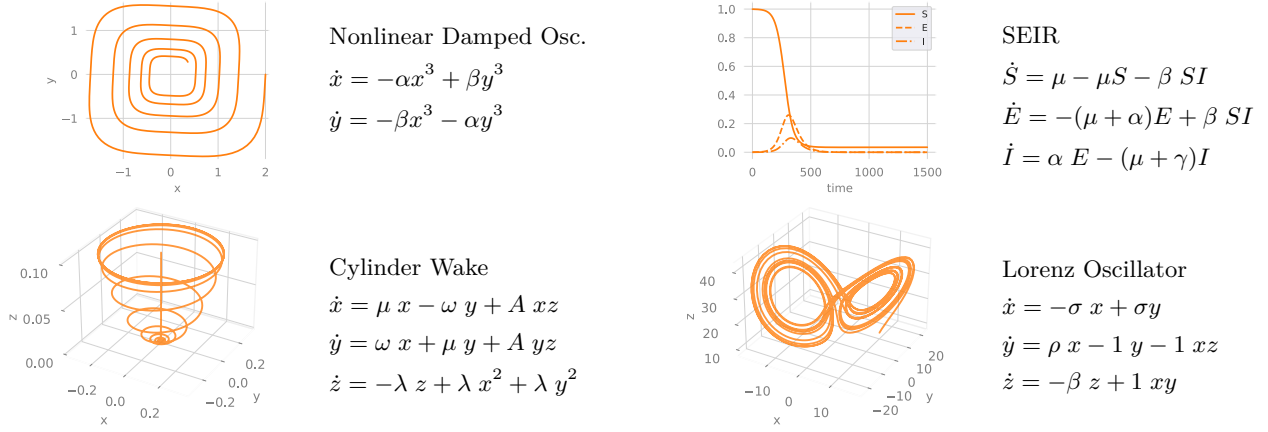 Nonlinear Damped Osc.
ẋ = −αx³ + βy³
ẏ = −βx³ − αy³
1
0
−1
y
−1
0
1
2
x
SEIR
Ṡ = μ − μS − β SI
Ė = −(μ + α)E + β SI
İ = α E − (μ + γ)I
S
E
I
1.0
0.8
0.6
0.4
0.2
0.0
0
500
1000
1500
time
Cylinder Wake
ẋ = μ x − ω y + A xz
ẏ = ω x + μ y + A yz
ż = −λ z + λ x² + λ y²
0.10
0.05
0.00
z
−0.2
0.0
0.2
x
−0.2
0.0
0.2
y
Lorenz Oscillator
ẋ = −σ x + σy
ẏ = ρ x − 1 y − 1 xz
ż = −β z + 1 xy
40
30
20
10
z
−10
0
10
x
−20
−10
0
10
20
y